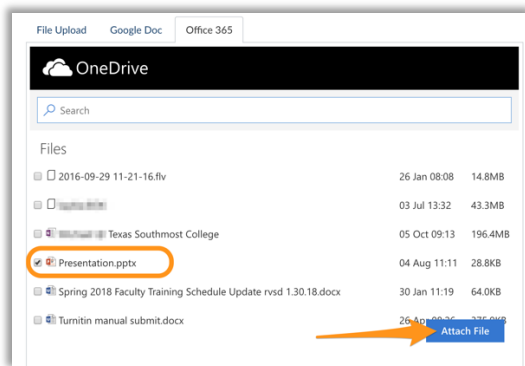 File Upload Google Doc Office 365
OneDrive
Search
Files
2016-09-29 11-21-16.flv 26 Jan 08:08 14.8MB
03 Jul 13:32 43.3MB
Texas Southmost College 05 Oct 09:13 196.4MB
Presentation.pptx 04 Aug 11:11 28.8KB
Spring 2018 Faculty Training Schedule Update rvsd 1.30.18.docx 30 Jan 11:19 64.0KB
Turnitin manual submit.docx 26 Apr
Attach File